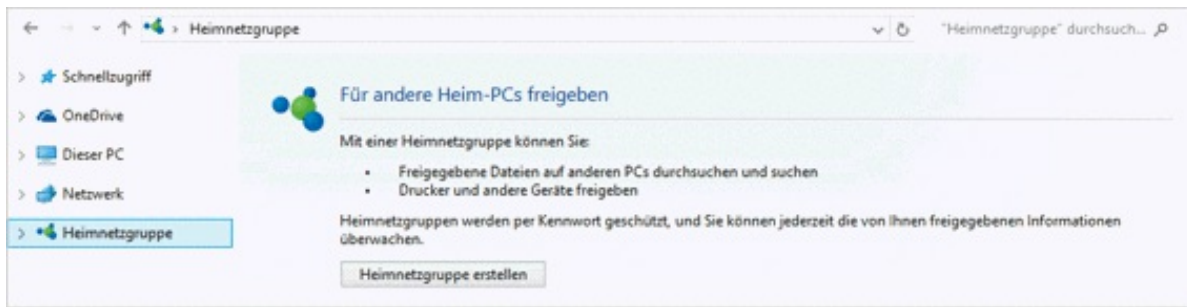 Heimnetzgruppe
"Heimnetzgruppe" durchsuch...
Schnellzugriff
OneDrive
Dieser PC
Netzwerk
Heimnetzgruppe
Für andere Heim-PCs freigeben
Mit einer Heimnetzgruppe können Sie:
• Freigegebene Dateien auf anderen PCs durchsuchen und suchen
• Drucker und andere Geräte freigeben
Heimnetzgruppen werden per Kennwort geschützt, und Sie können jederzeit die von Ihnen freigegebenen Informationen
überwachen.
Heimnetzgruppe erstellen